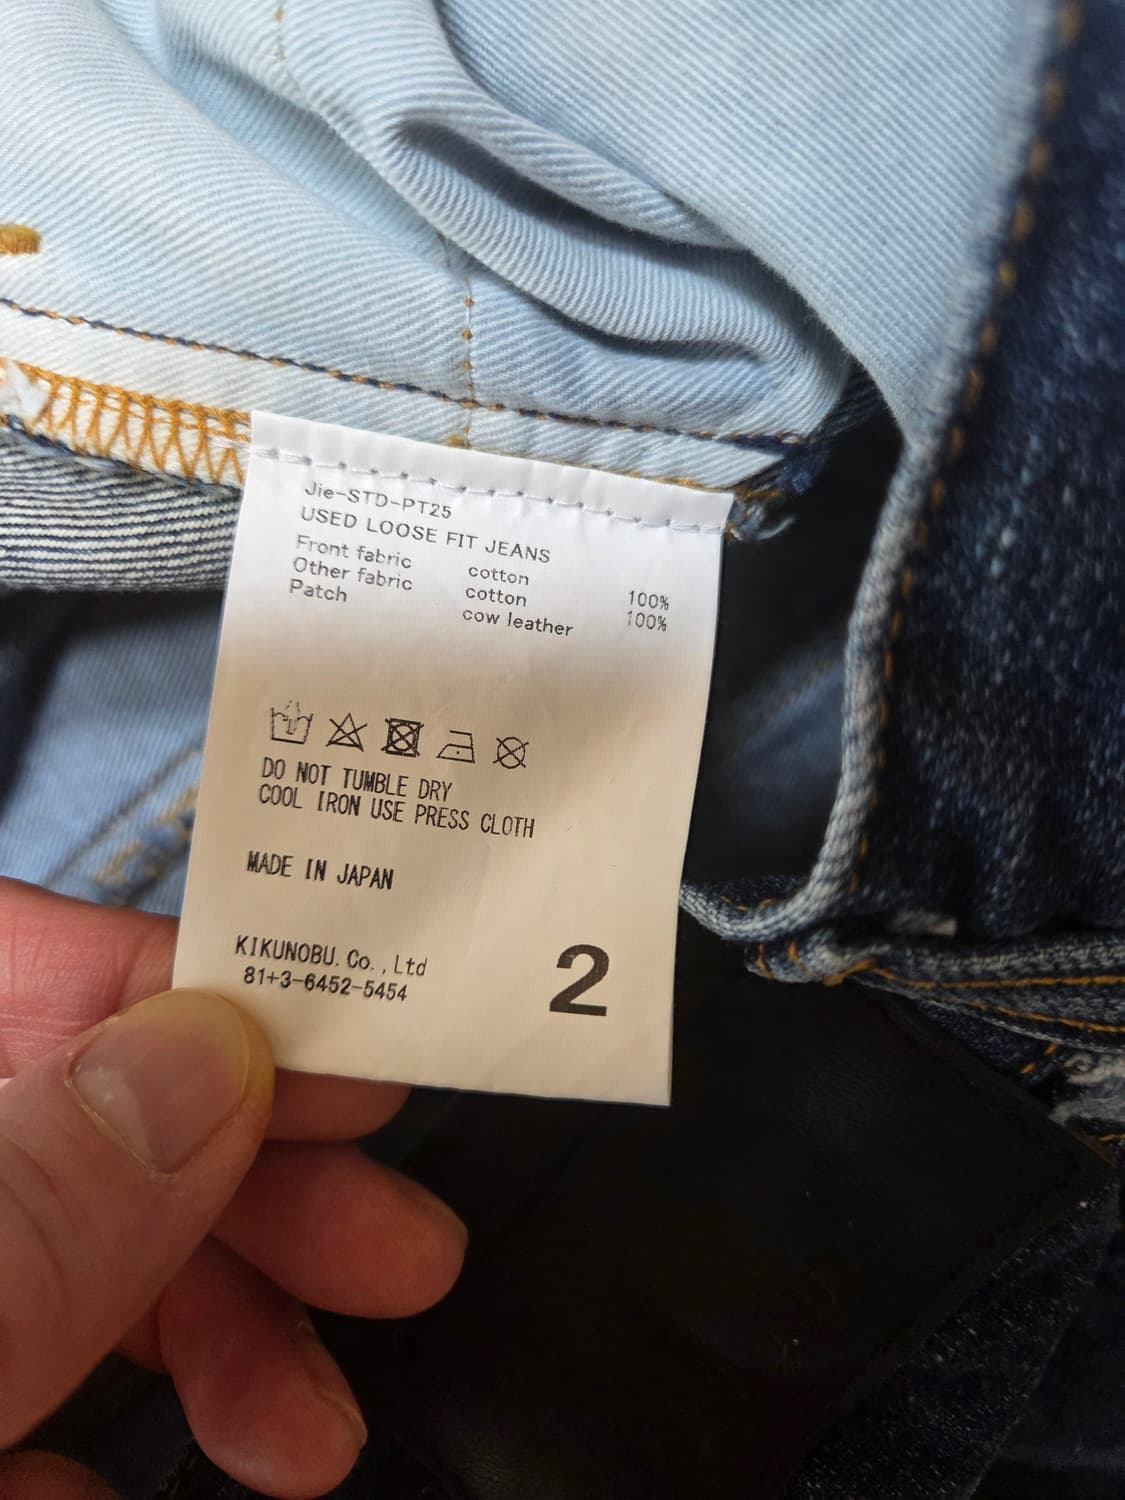 Jie-STD-PT25
USED LOOSE FIT JEANS
Front fabric cotton 100%
Other fabric cotton 100%
Patch cow leather
DO NOT TUMBLE DRY
COOL IRON USE PRESS CLOTH
MADE IN JAPAN
KIKUNOBU. Co. ,Ltd
81+3-6452-5454
2